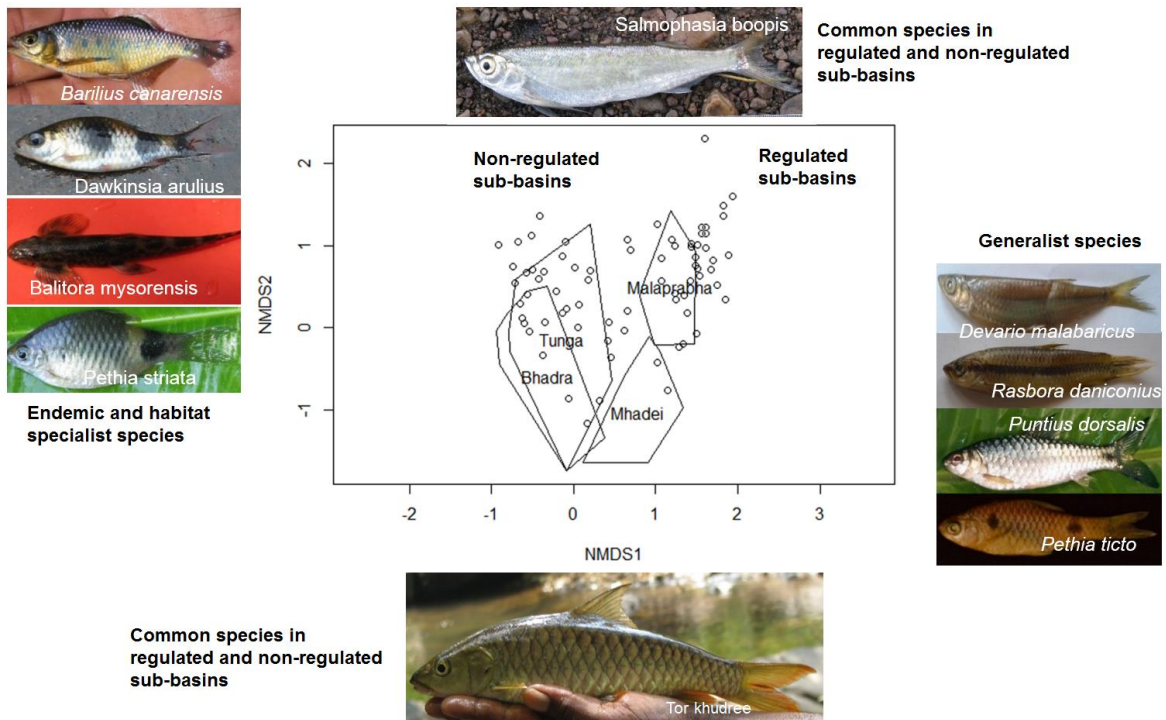 Barilius canarensis
Dawkinsia arulius
Balitora mysorensis
Pethia striata
Endemic and habitat
specialist species
Salmophasia boopis
Common species in
regulated and non-regulated
sub-basins
Non-regulated
sub-basins
Regulated
sub-basins
Malaprabha
Tunga
Bhadra
Mhadei
NMDS2
2
1
0
-1
-2
-1
0
1
2
3
NMDS1
Generalist species
Devario malabaricus
Rasbora daniconius
Puntius dorsalis
Pethia ticto
Common species in
regulated and non-regulated
sub-basins
Tor khudree